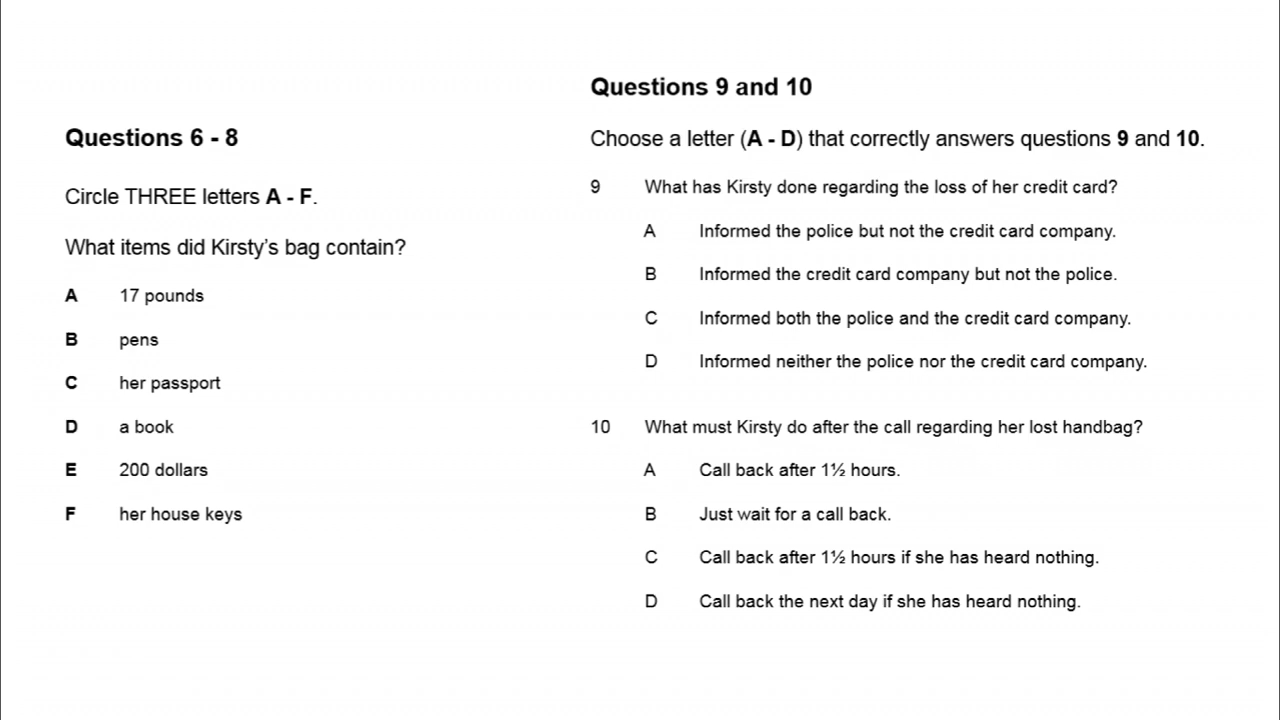 Questions 6 - 8
Circle THREE letters A - F.
What items did Kirsty's bag contain?
A 17 pounds
B pens
C her passport
D a book
E 200 dollars
F her house keys
Questions 9 and 10
Choose a letter (A - D) that correctly answers questions 9 and 10.
9 What has Kirsty done regarding the loss of her credit card?
A Informed the police but not the credit card company.
B Informed the credit card company but not the police.
C Informed both the police and the credit card company.
D Informed neither the police nor the credit card company.
10 What must Kirsty do after the call regarding her lost handbag?
A Call back after 1½ hours.
B Just wait for a call back.
C Call back after 1½ hours if she has heard nothing.
D Call back the next day if she has heard nothing.